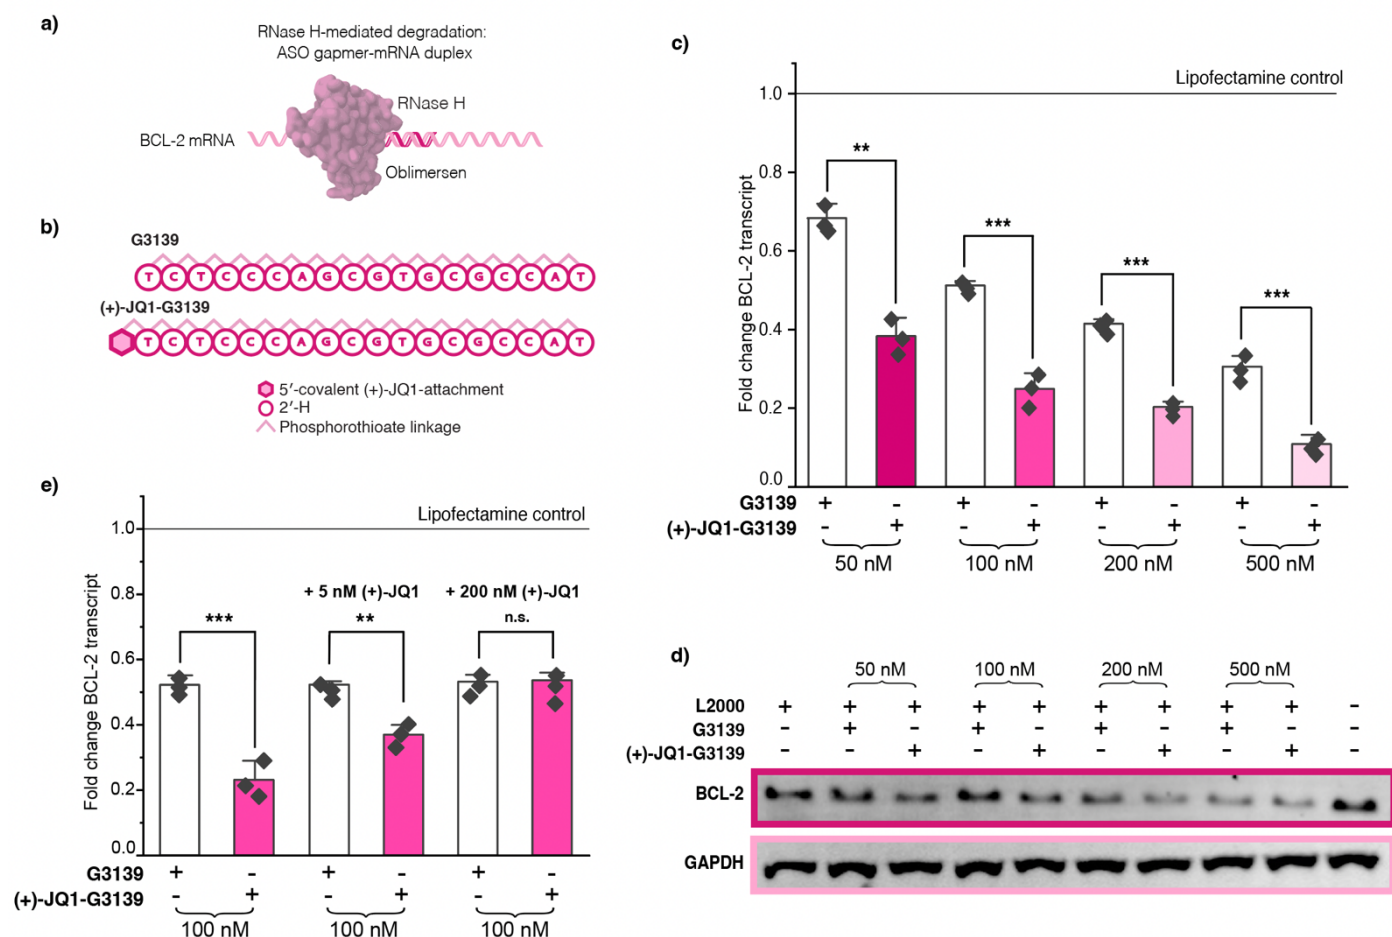 a)
RNase H-mediated degradation:
ASO gapmer-mRNA duplex
RNase H
BCL-2 mRNA
Oblimersen
b)
G3139
T C T C C C A G C G T G C G C C A T
(+)-JQ1-G3139
T C T C C C A G C G T G C G C C A T
5′-covalent (+)-JQ1-attachment
2′-H
Phosphorothioate linkage
c)
Lipofectamine control
Fold change BCL-2 transcript
1.0
0.8
0.6
0.4
0.2
0.0
**
***
***
***
G3139 + - + - + - + -
(+)-JQ1-G3139 - + - + - + - +
50 nM 100 nM 200 nM 500 nM
d)
50 nM 100 nM 200 nM 500 nM
L2000 + + + + + + + + + -
G3139 - + - + - + - + - -
(+)-JQ1-G3139 - - + - + - + - + -
BCL-2
GAPDH
e)
Lipofectamine control
Fold change BCL-2 transcript
1.0
0.8
0.6
0.4
0.2
0.0
+ 5 nM (+)-JQ1 + 200 nM (+)-JQ1
*** ** n.s.
G3139 + - + - + -
(+)-JQ1-G3139 - + - + - +
100 nM 100 nM 100 nM